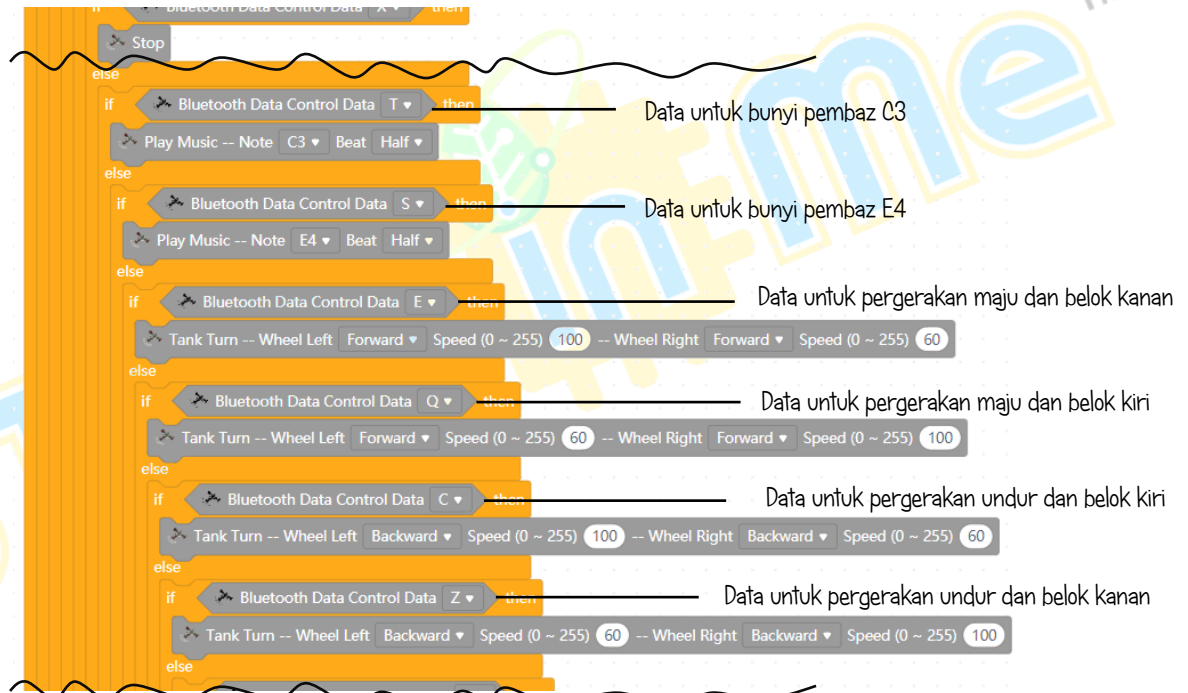 if Bluetooth Data Control Data X then
Stop
else
if Bluetooth Data Control Data T then
Data untuk bunyi pembaz C3
Play Music -- Note C3 Beat Half
else
if Bluetooth Data Control Data S then
Data untuk bunyi pembaz E4
Play Music -- Note E4 Beat Half
else
if Bluetooth Data Control Data E then
Data untuk pergerakan maju dan belok kanan
Tank Turn -- Wheel Left Forward Speed (0 ~ 255) 100 -- Wheel Right Forward Speed (0 ~ 255) 60
else
if Bluetooth Data Control Data Q then
Data untuk pergerakan maju dan belok kiri
Tank Turn -- Wheel Left Forward Speed (0 ~ 255) 60 -- Wheel Right Forward Speed (0 ~ 255) 100
else
if Bluetooth Data Control Data C then
Data untuk pergerakan undur dan belok kiri
Tank Turn -- Wheel Left Backward Speed (0 ~ 255) 100 -- Wheel Right Backward Speed (0 ~ 255) 60
else
if Bluetooth Data Control Data Z then
Data untuk pergerakan undur dan belok kanan
Tank Turn -- Wheel Left Backward Speed (0 ~ 255) 60 -- Wheel Right Backward Speed (0 ~ 255) 100
else
in·me